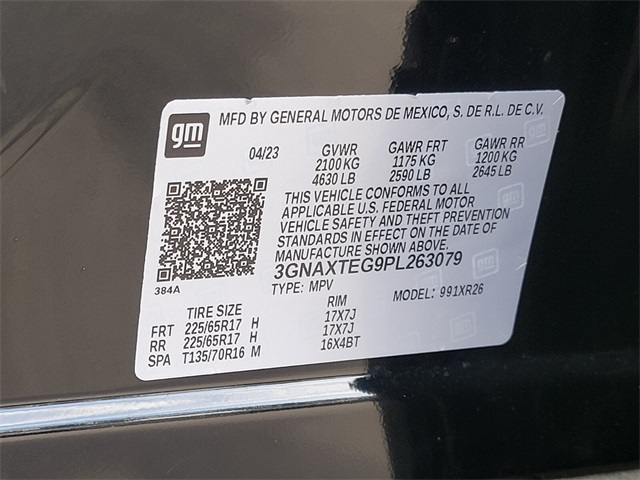 gm
MFD BY GENERAL MOTORS DE MEXICO, S. DE R.L. DE C.V.
04/23 GVWR GAWR FRT GAWR RR
2100 KG 1175 KG 1200 KG
4630 LB 2590 LB 2645 LB
THIS VEHICLE CONFORMS TO ALL
APPLICABLE U.S. FEDERAL MOTOR
VEHICLE SAFETY AND THEFT PREVENTION
STANDARDS IN EFFECT ON THE DATE OF
MANUFACTURE SHOWN ABOVE.
3GNAXTEG9PL263079
384A
TYPE: MPV MODEL: 991XR26
TIRE SIZE RIM
FRT 225/65R17 H 17X7J
RR 225/65R17 H 17X7J
SPA T135/70R16 M 16X4BT